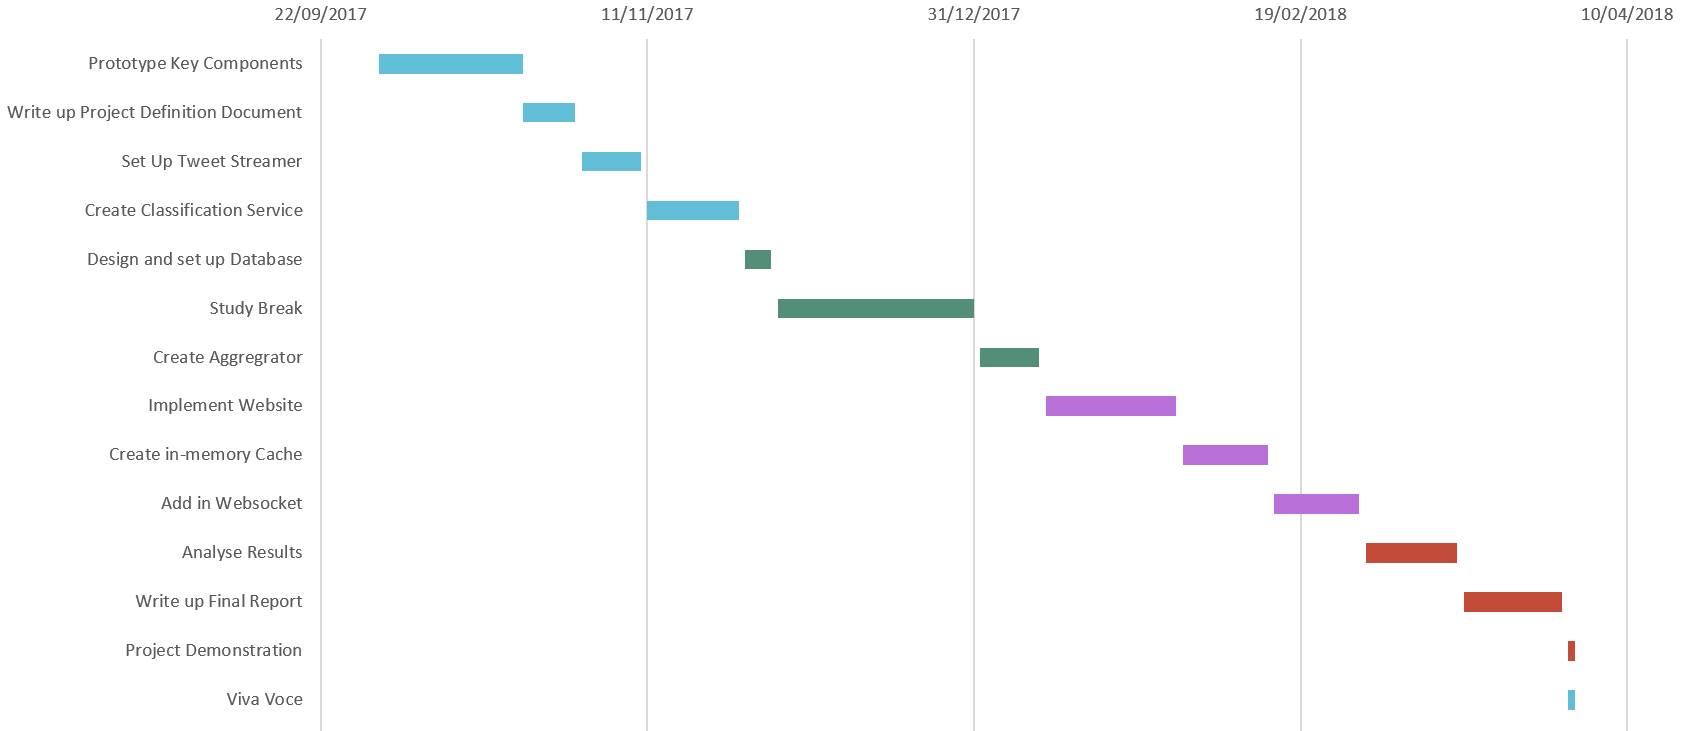 22/09/2017 11/11/2017 31/12/2017 19/02/2018 10/04/2018
Prototype Key Components
Write up Project Definition Document
Set Up Tweet Streamer
Create Classification Service
Design and set up Database
Study Break
Create Aggregrator
Implement Website
Create in-memory Cache
Add in Websocket
Analyse Results
Write up Final Report
Project Demonstration
Viva Voce